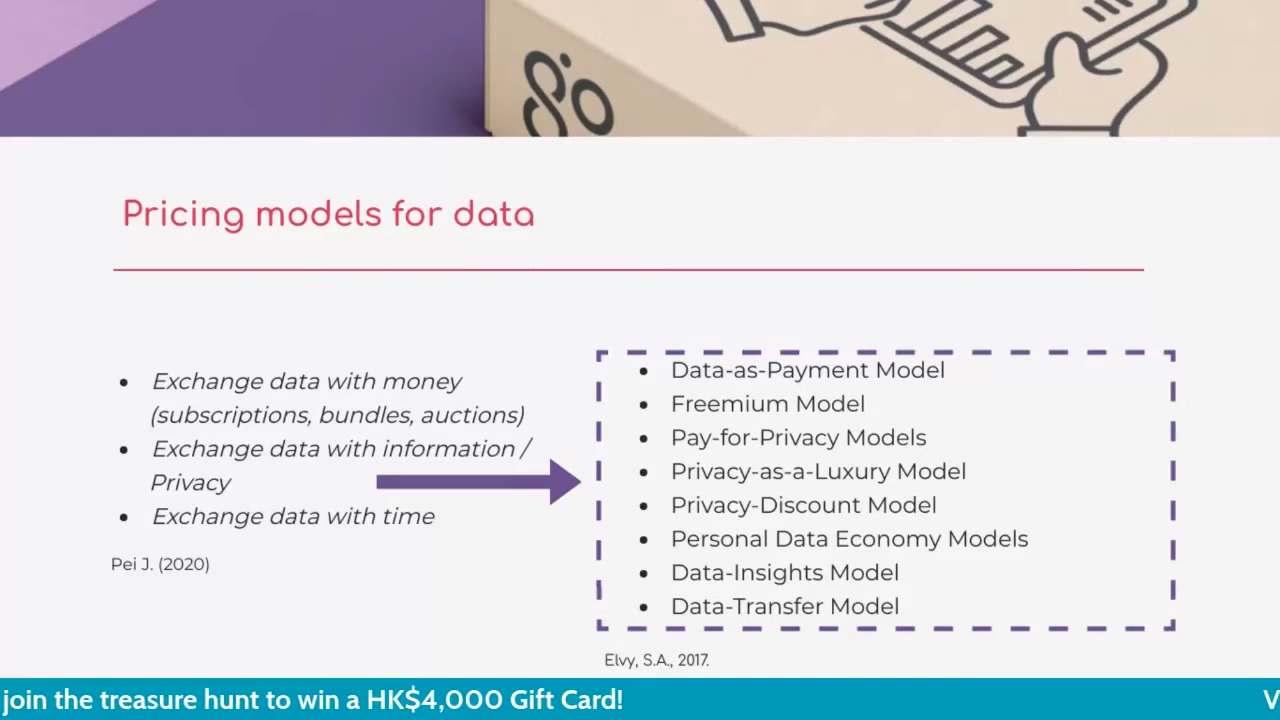 Pricing models for data
Exchange data with money
(subscriptions, bundles, auctions)
Exchange data with information /
Privacy
Exchange data with time
Pei J. (2020)
Data-as-Payment Model
Freemium Model
Pay-for-Privacy Models
Privacy-as-a-Luxury Model
Privacy-Discount Model
Personal Data Economy Models
Data-Insights Model
Data-Transfer Model
Elvy, S.A., 2017.
join the treasure hunt to win a HK$4,000 Gift Card!
V